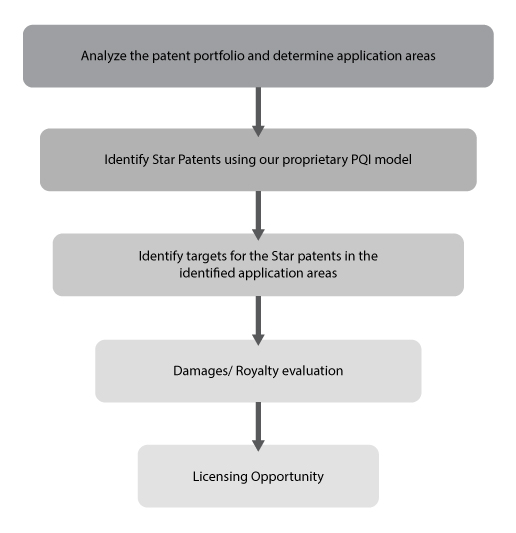 Analyze the patent portfolio and determine application areas
Identify Star Patents using our proprietary PQI model
Identify targets for the Star patents in the
identified application areas
Damages/ Royalty evaluation
Licensing Opportunity